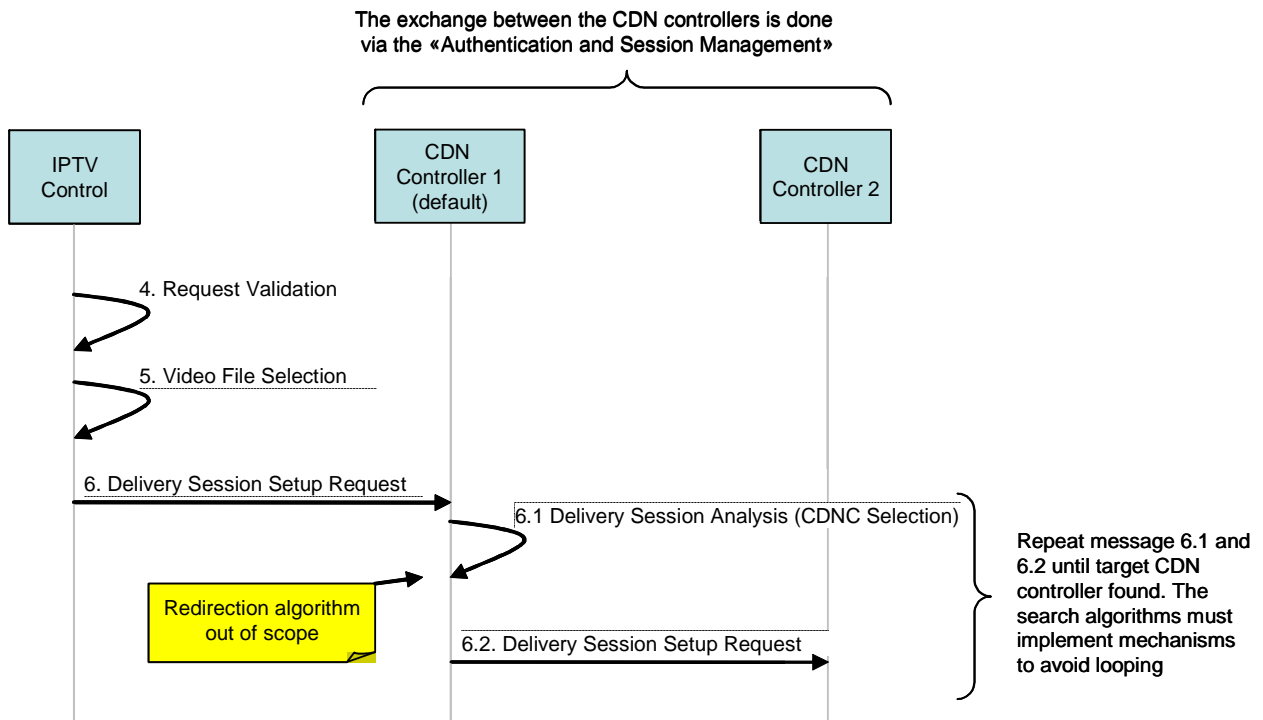 The exchange between the CDN controllers is done
via the «Authentication and Session Management»
IPTV
Control
CDN
Controller 1
(default)
CDN
Controller 2
4. Request Validation
5. Video File Selection
6. Delivery Session Setup Request
6.1 Delivery Session Analysis (CDNC Selection)
Redirection algorithm
out of scope
6.2. Delivery Session Setup Request
Repeat message 6.1 and
6.2 until target CDN
controller found. The
search algorithms must
implement mechanisms
to avoid looping